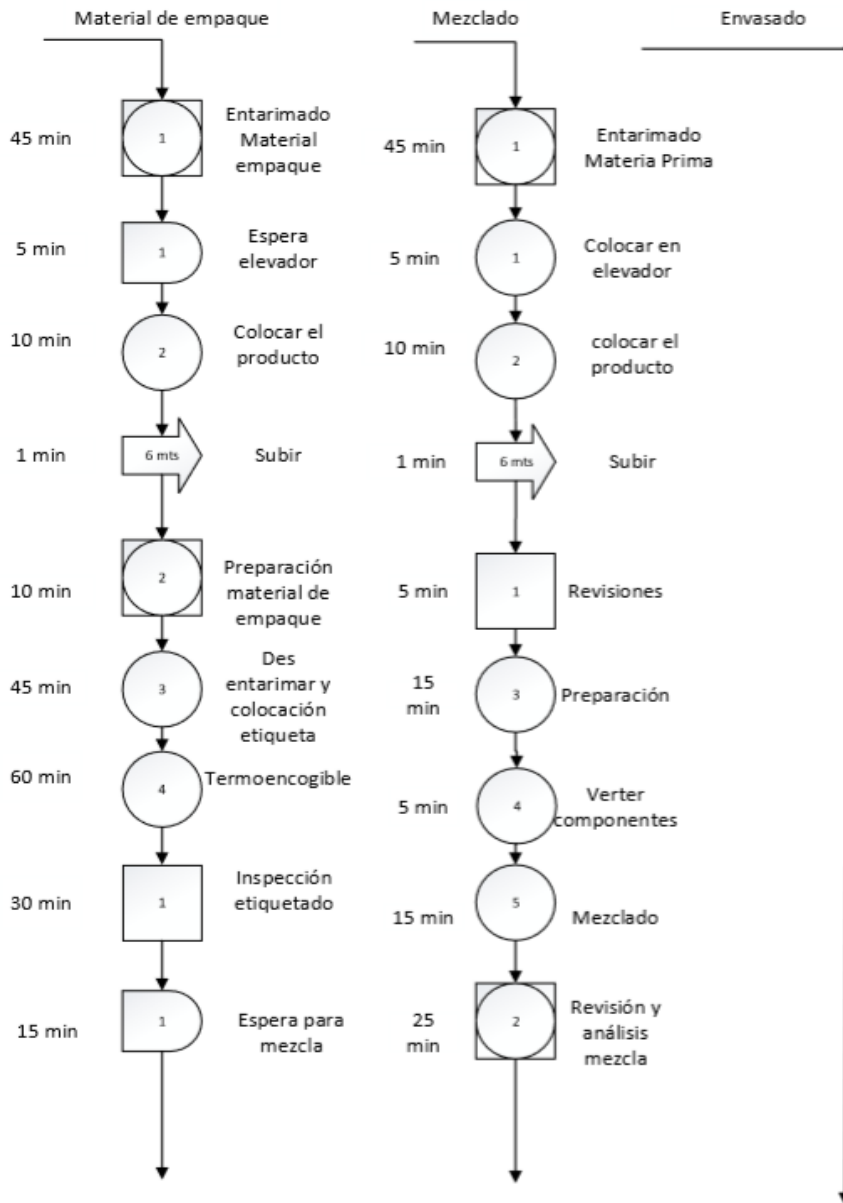 Material de empaque
45 min
1
Entarimado
Material
empaque
5 min
1
Espera
elevador
10 min
2
Colocar el
producto
1 min
6 mts
Subir
10 min
2
Preparación
material de
empaque
45 min
3
Des
entarimar y
colocación
etiqueta
60 min
4
Termoencogible
30 min
1
Inspección
etiquetado
15 min
1
Espera para
mezcla
Mezclado
45 min
1
Entarimado
Materia Prima
5 min
1
Colocar en
elevador
10 min
2
colocar el
producto
1 min
6 mts
Subir
5 min
1
Revisiones
15
min
3
Preparación
5 min
4
Verter
componentes
15 min
5
Mezclado
25
min
2
Revisión y
análisis
mezcla
Envasado